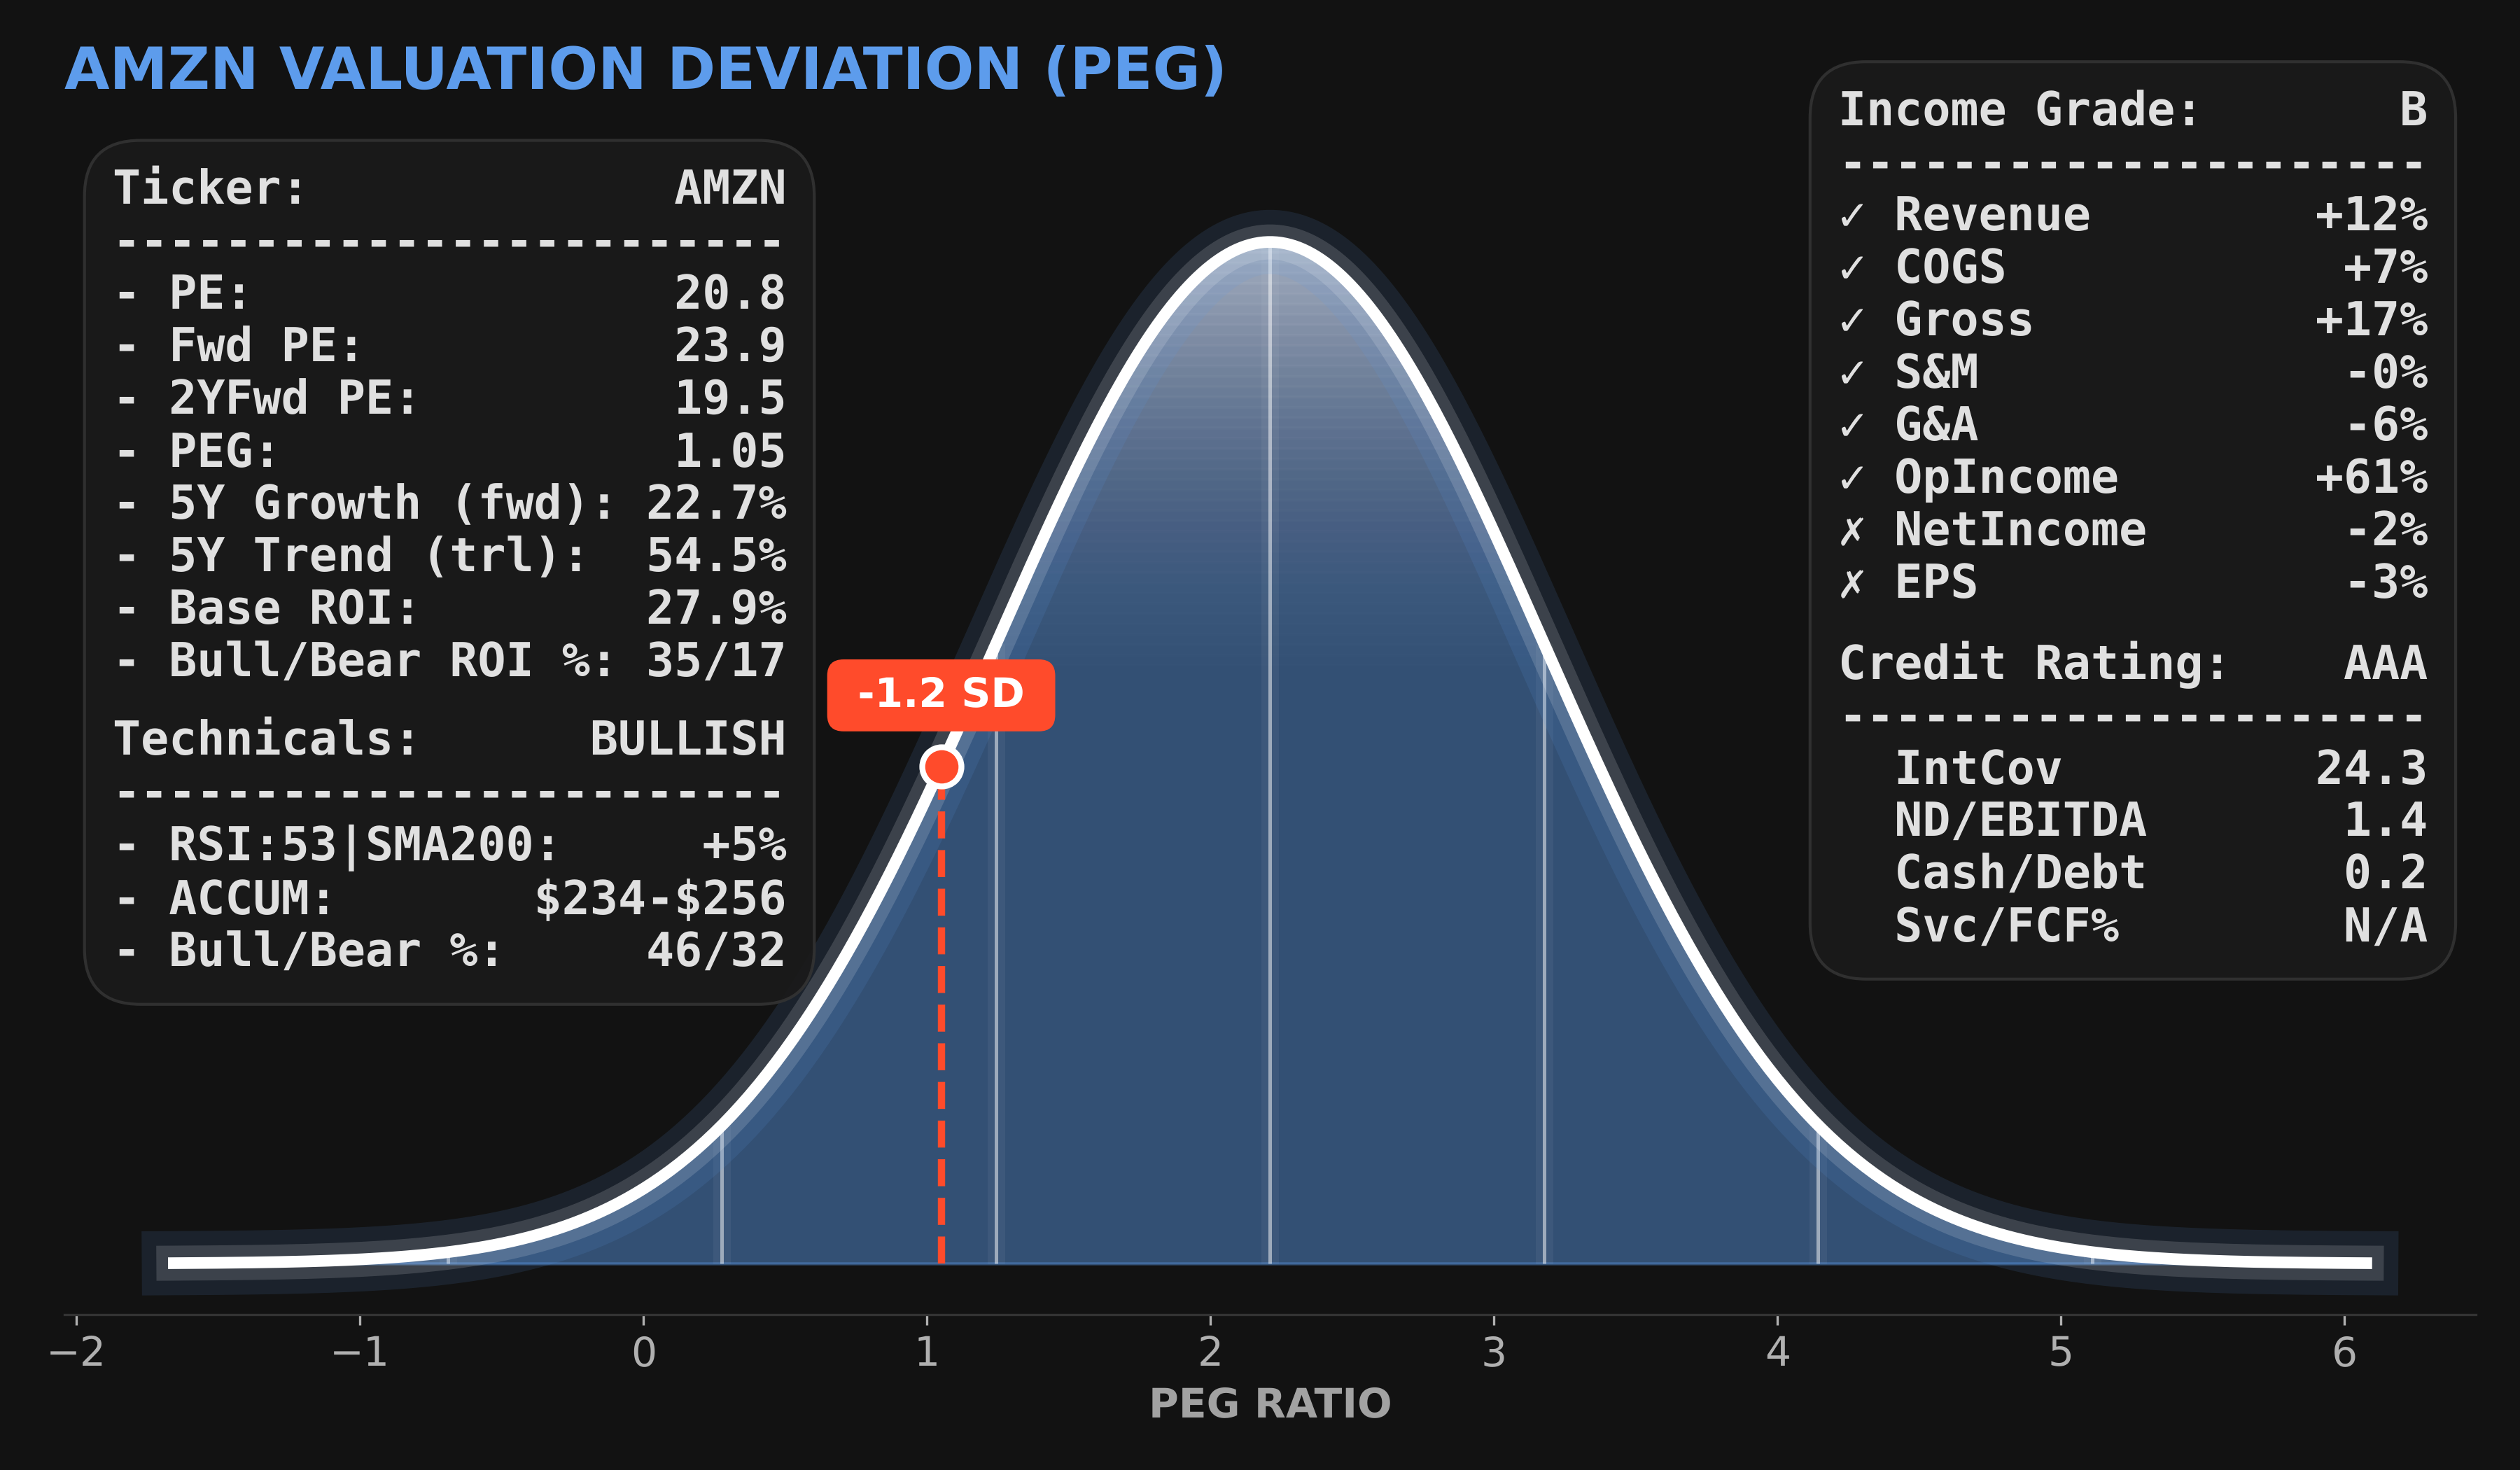 AMZN VALUATION DEVIATION (PEG)
Ticker: AMZN
------------------------
- PE: 20.8
- Fwd PE: 23.9
- 2YFwd PE: 19.5
- PEG: 1.05
- 5Y Growth (fwd): 22.7%
- 5Y Trend (trl): 54.5%
- Base ROI: 27.9%
- Bull/Bear ROI %: 35/17
Technicals: BULLISH
------------------------
- RSI:53|SMA200: +5%
- ACCUM: $234-$256
- Bull/Bear %: 46/32
Income Grade: B
---------------------
✓ Revenue +12%
✓ COGS +7%
✓ Gross +17%
✓ S&M -0%
✓ G&A -6%
✓ OpIncome +61%
✗ NetIncome -2%
✗ EPS -3%
Credit Rating: AAA
---------------------
IntCov 24.3
ND/EBITDA 1.4
Cash/Debt 0.2
Svc/FCF% N/A
-1.2 SD
−2 −1 0 1 2 3 4 5 6
PEG RATIO